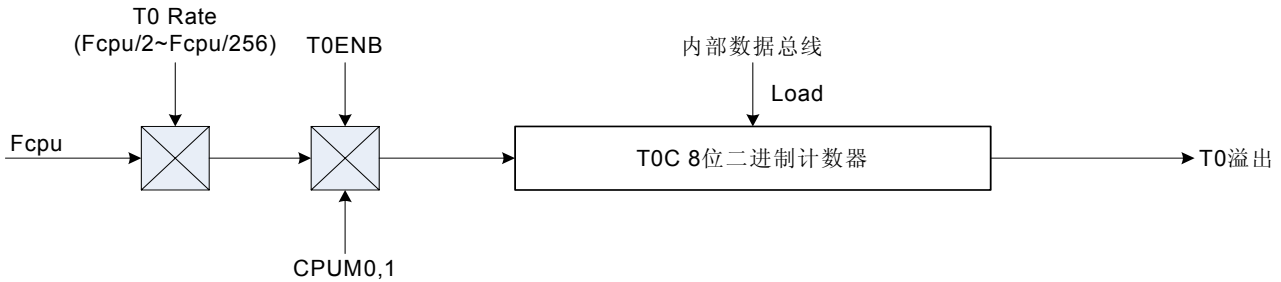 T0 Rate
(Fcpu/2~Fcpu/256)
T0ENB
内部数据总线
Load
Fcpu
T0C 8位二进制计数器
T0溢出
CPUM0,1